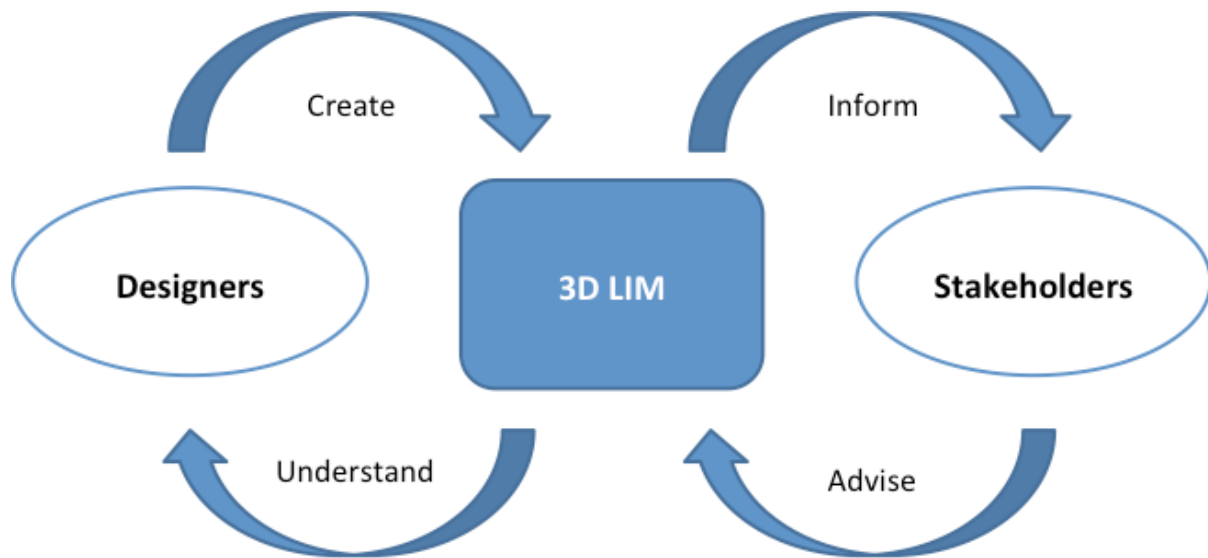 Create
Inform
Designers
3D LIM
Stakeholders
Understand
Advise